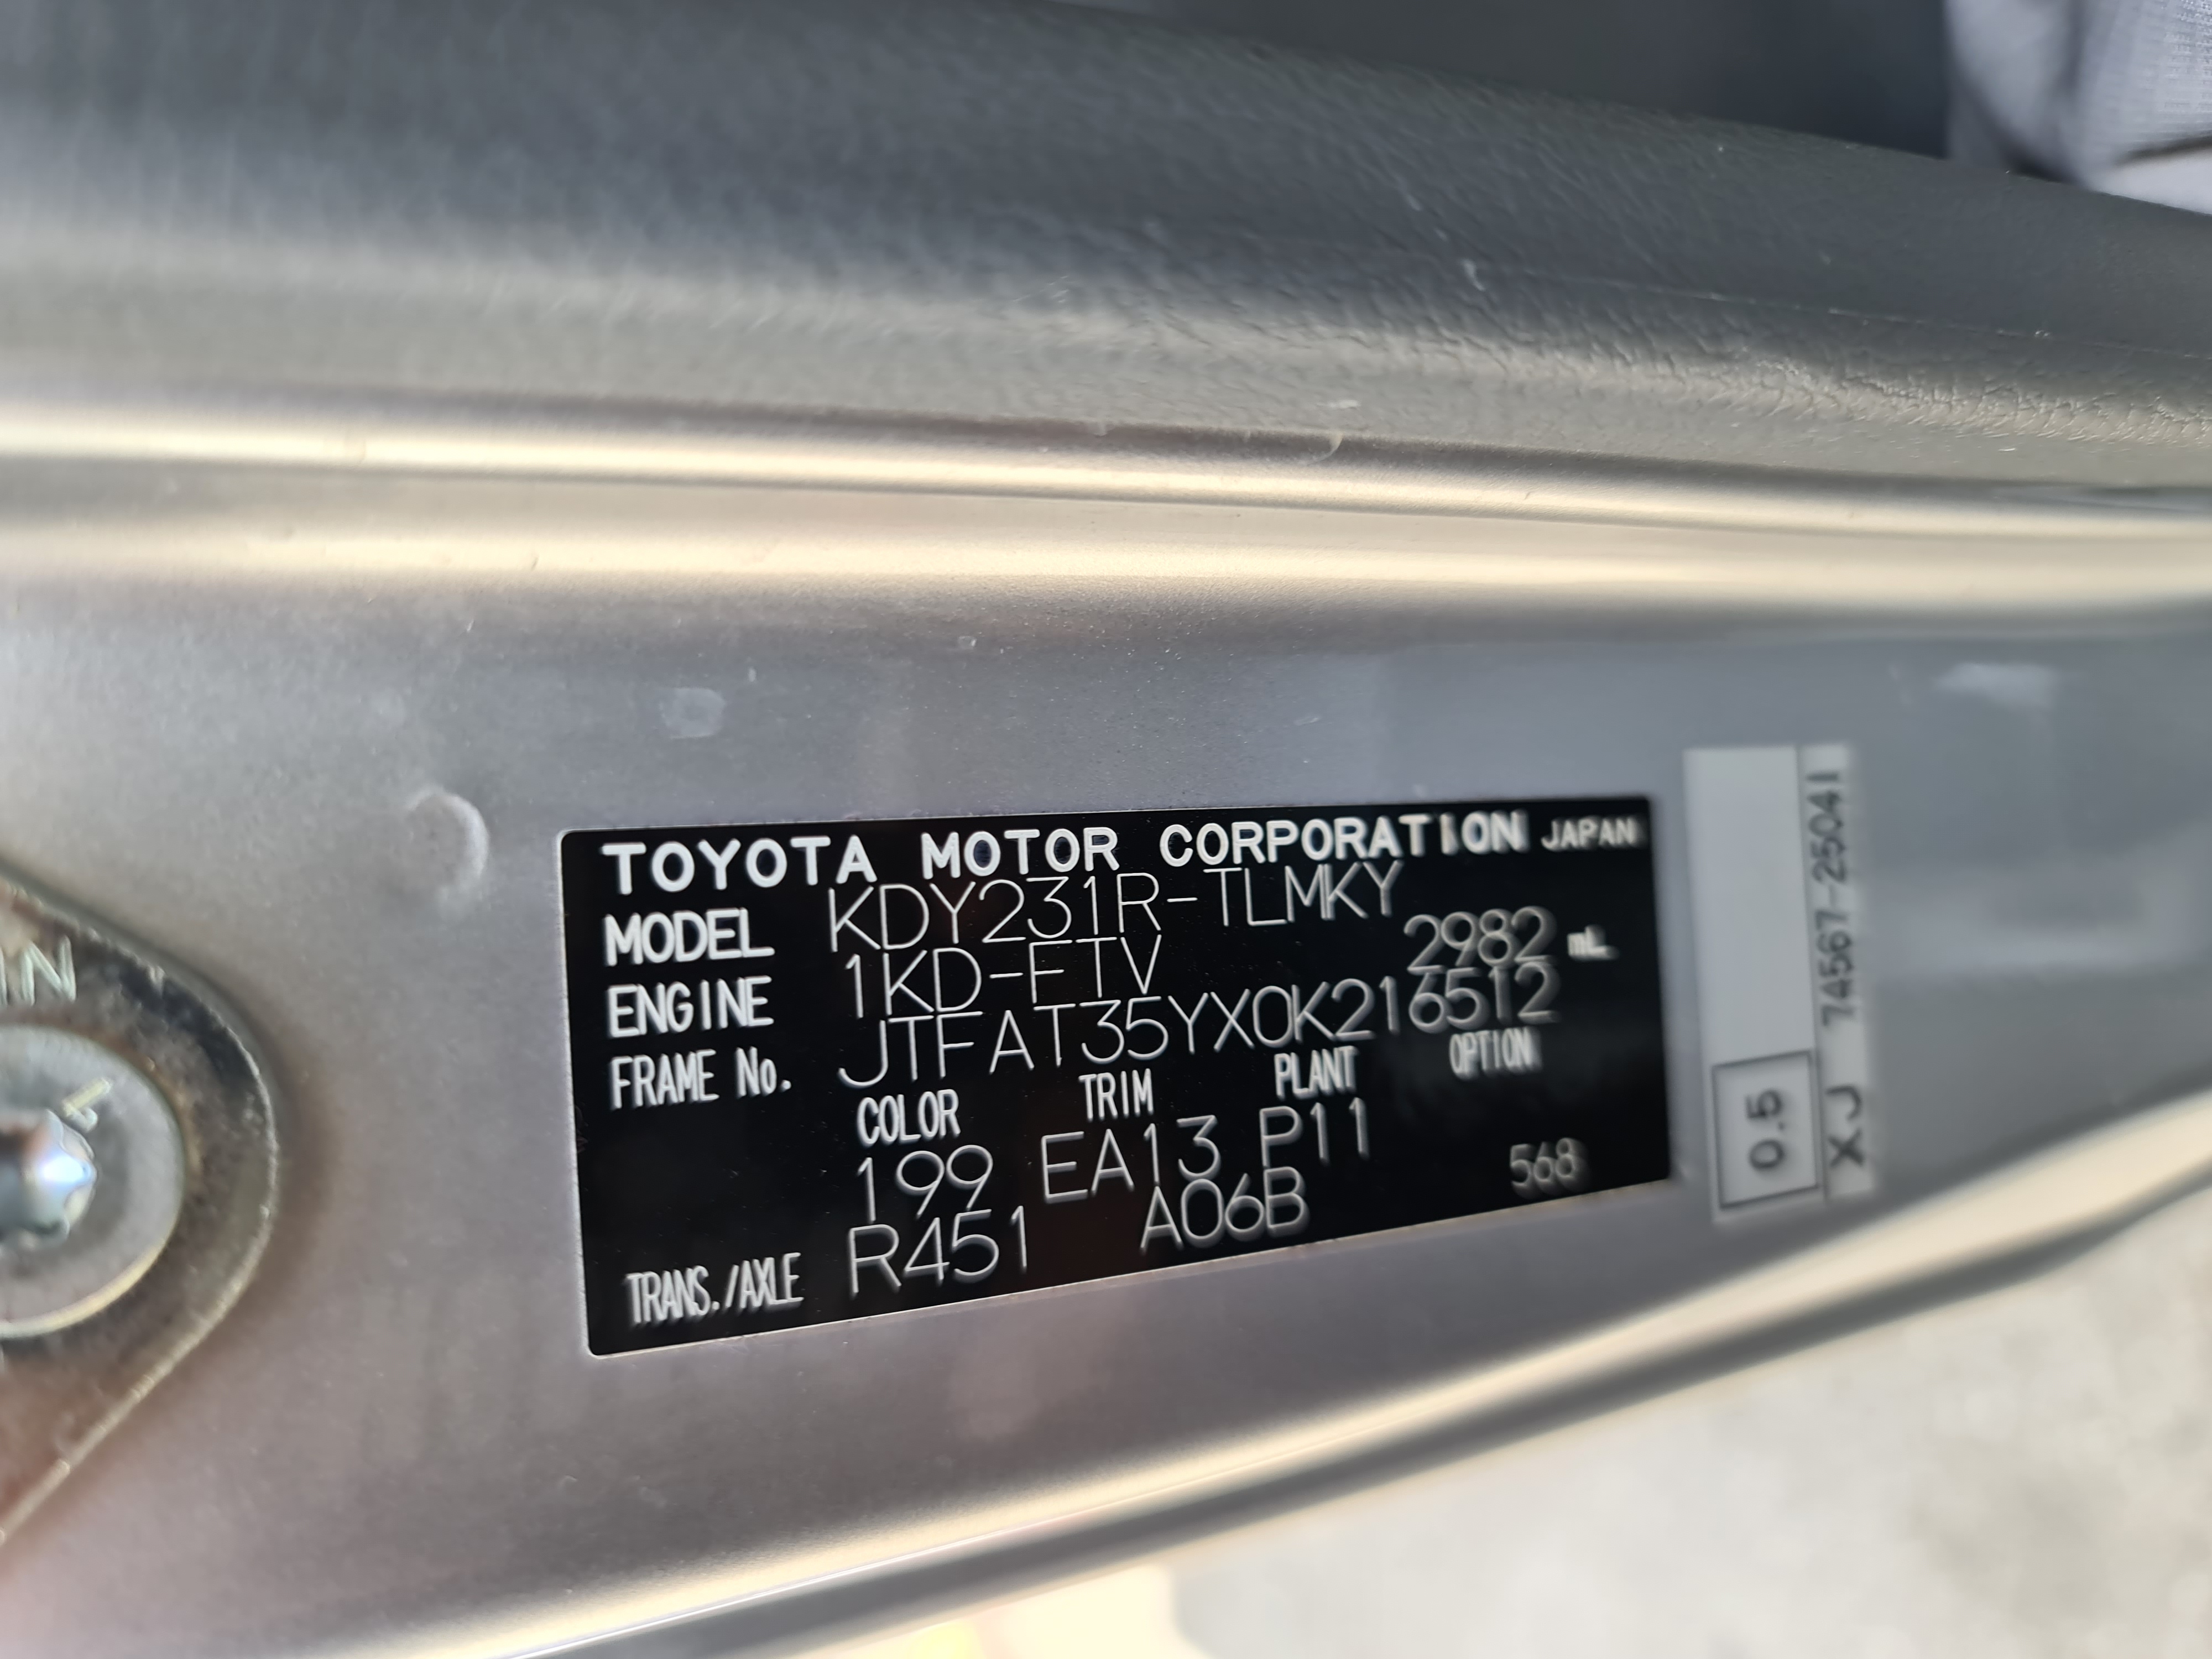 TOYOTA MOTOR CORPORATION JAPAN
MODEL KDY231R-TLMKY
ENGINE 1KD-FTV 2982 mL
FRAME No. JTFAT35YX0K216512
COLOR TRIM PLANT OPTION
199 EA13 P11
TRANS./AXLE R451 A06B 568
0.5
XJ 74567-25041